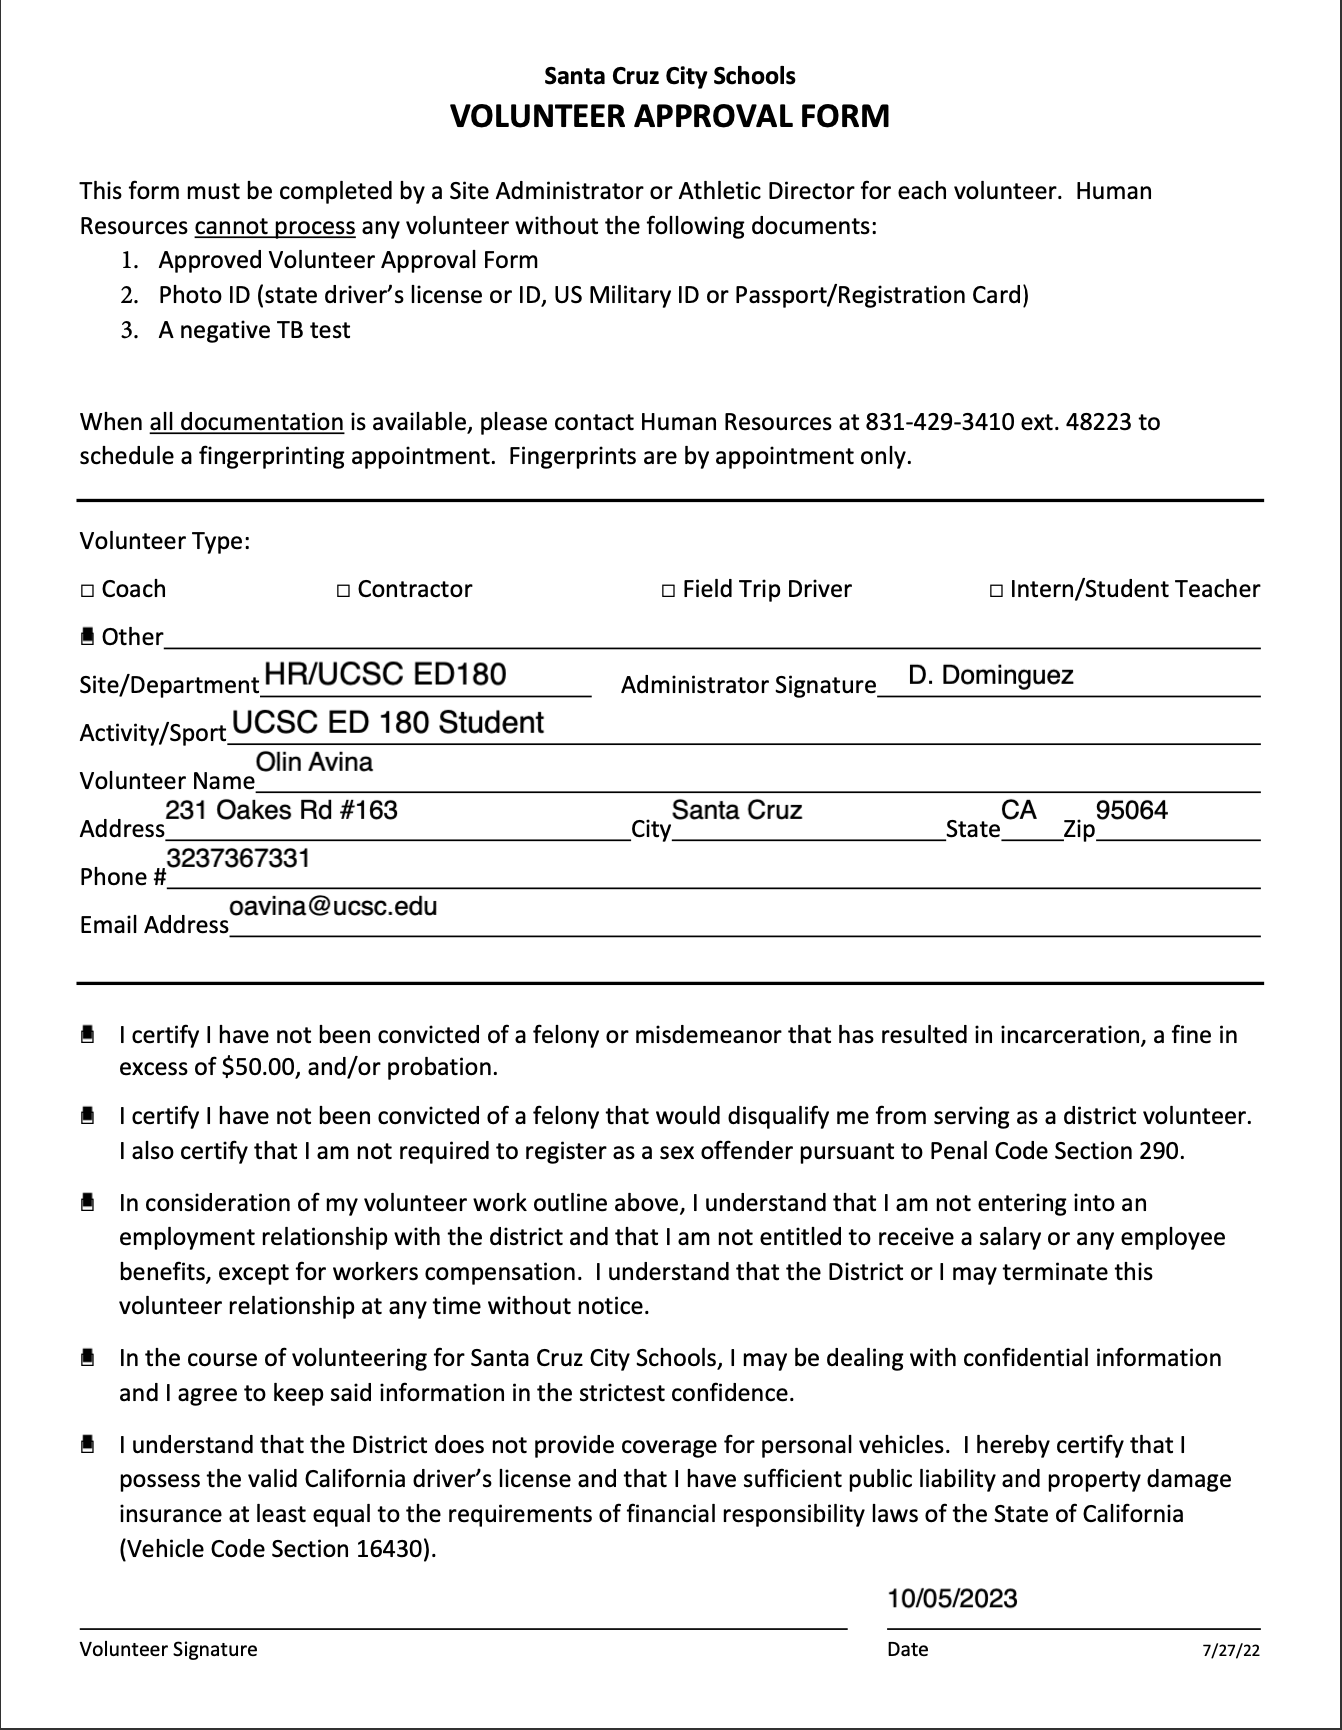 Santa Cruz City Schools
VOLUNTEER APPROVAL FORM
This form must be completed by a Site Administrator or Athletic Director for each volunteer.  Human
Resources cannot process any volunteer without the following documents:
1. Approved Volunteer Approval Form
2. Photo ID (state driver’s license or ID, US Military ID or Passport/Registration Card)
3. A negative TB test
When all documentation is available, please contact Human Resources at 831-429-3410 ext. 48223 to
schedule a fingerprinting appointment.  Fingerprints are by appointment only.
Volunteer Type:
□ Coach □ Contractor □ Field Trip Driver □ Intern/Student Teacher
■ Other
Site/Department HR/UCSC ED180 Administrator Signature D. Dominguez
Activity/Sport UCSC ED 180 Student
Volunteer Name Olin Avina
Address 231 Oakes Rd #163 City Santa Cruz State CA Zip 95064
Phone # 3237367331
Email Address oavina@ucsc.edu
■ I certify I have not been convicted of a felony or misdemeanor that has resulted in incarceration, a fine in
excess of $50.00, and/or probation.
■ I certify I have not been convicted of a felony that would disqualify me from serving as a district volunteer.
I also certify that I am not required to register as a sex offender pursuant to Penal Code Section 290.
■ In consideration of my volunteer work outline above, I understand that I am not entering into an
employment relationship with the district and that I am not entitled to receive a salary or any employee
benefits, except for workers compensation.  I understand that the District or I may terminate this
volunteer relationship at any time without notice.
■ In the course of volunteering for Santa Cruz City Schools, I may be dealing with confidential information
and I agree to keep said information in the strictest confidence.
■ I understand that the District does not provide coverage for personal vehicles.  I hereby certify that I
possess the valid California driver’s license and that I have sufficient public liability and property damage
insurance at least equal to the requirements of financial responsibility laws of the State of California
(Vehicle Code Section 16430).
10/05/2023
Volunteer Signature Date 7/27/22